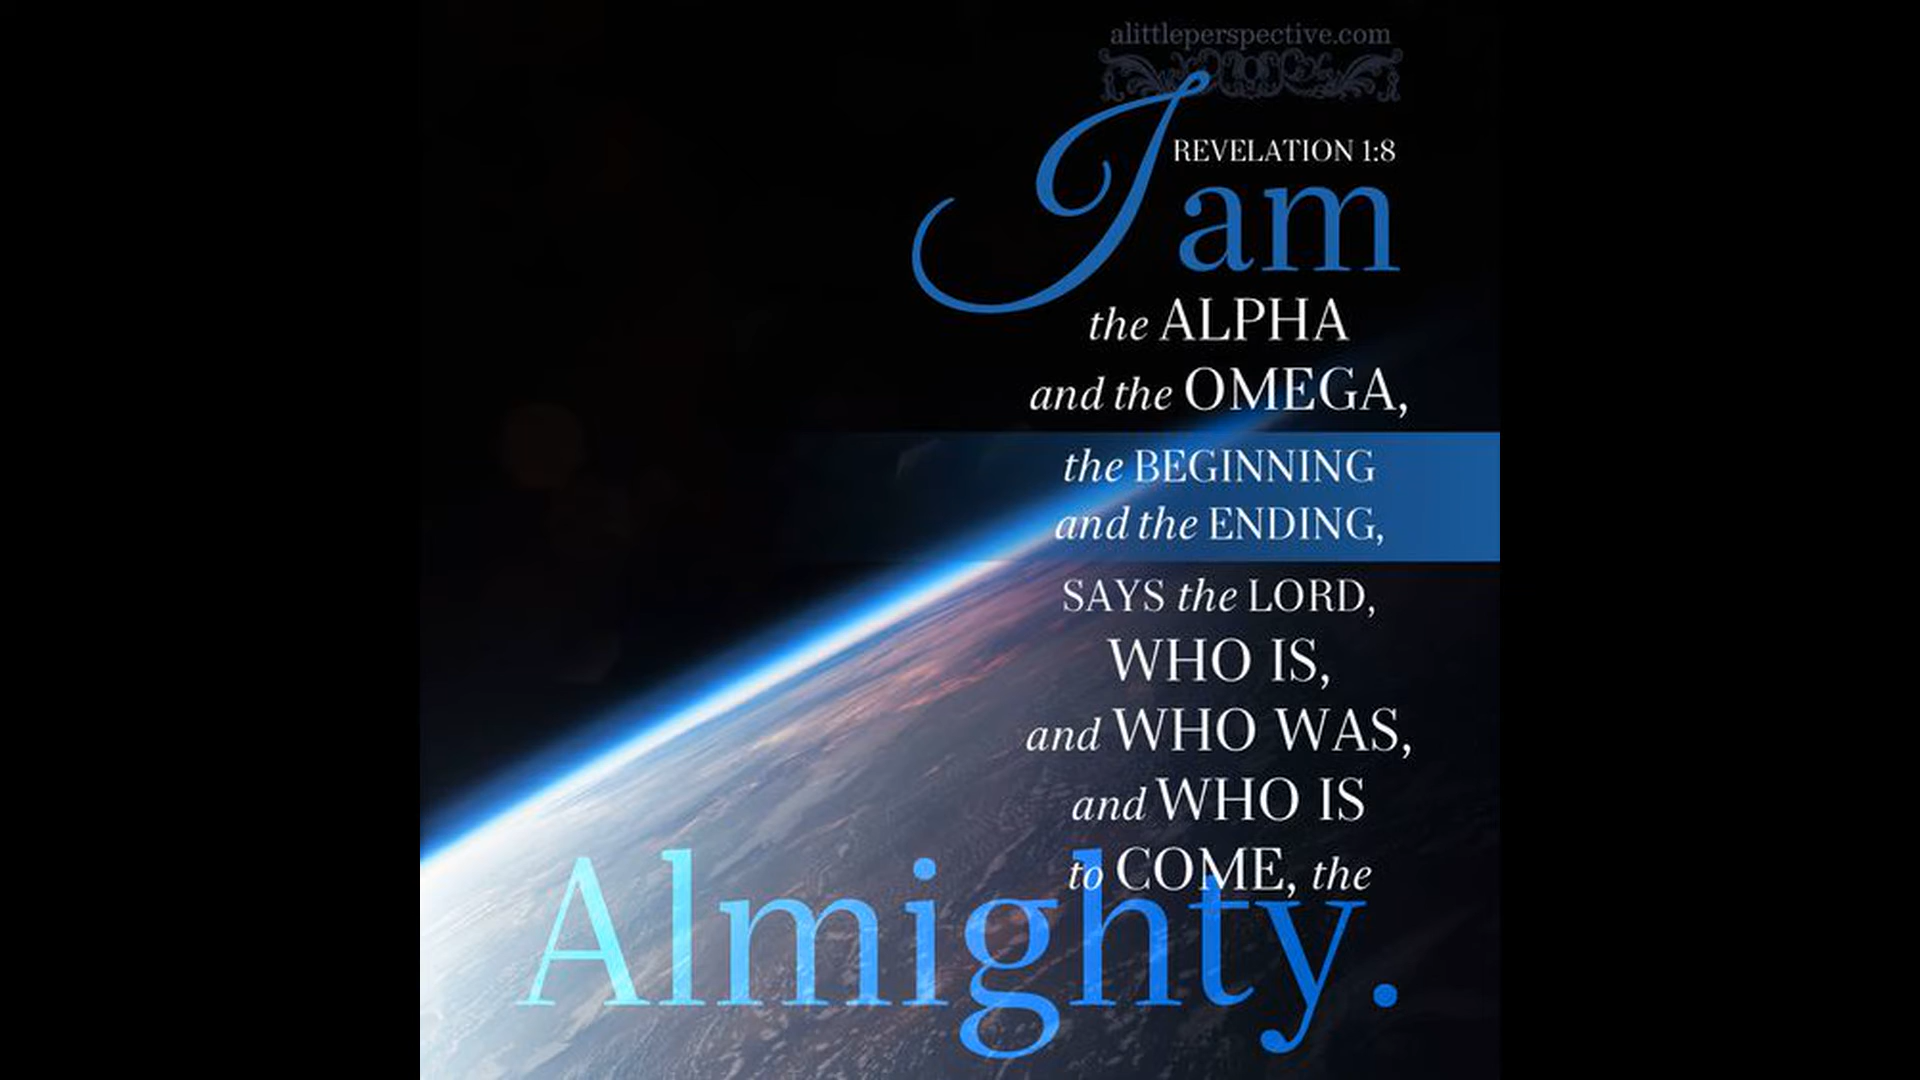 alittleperspective.com
REVELATION 1:8
I am
the ALPHA
and the OMEGA,
the BEGINNING
and the ENDING,
SAYS the LORD,
WHO IS,
and WHO WAS,
and WHO IS
to COME, the
Almighty.